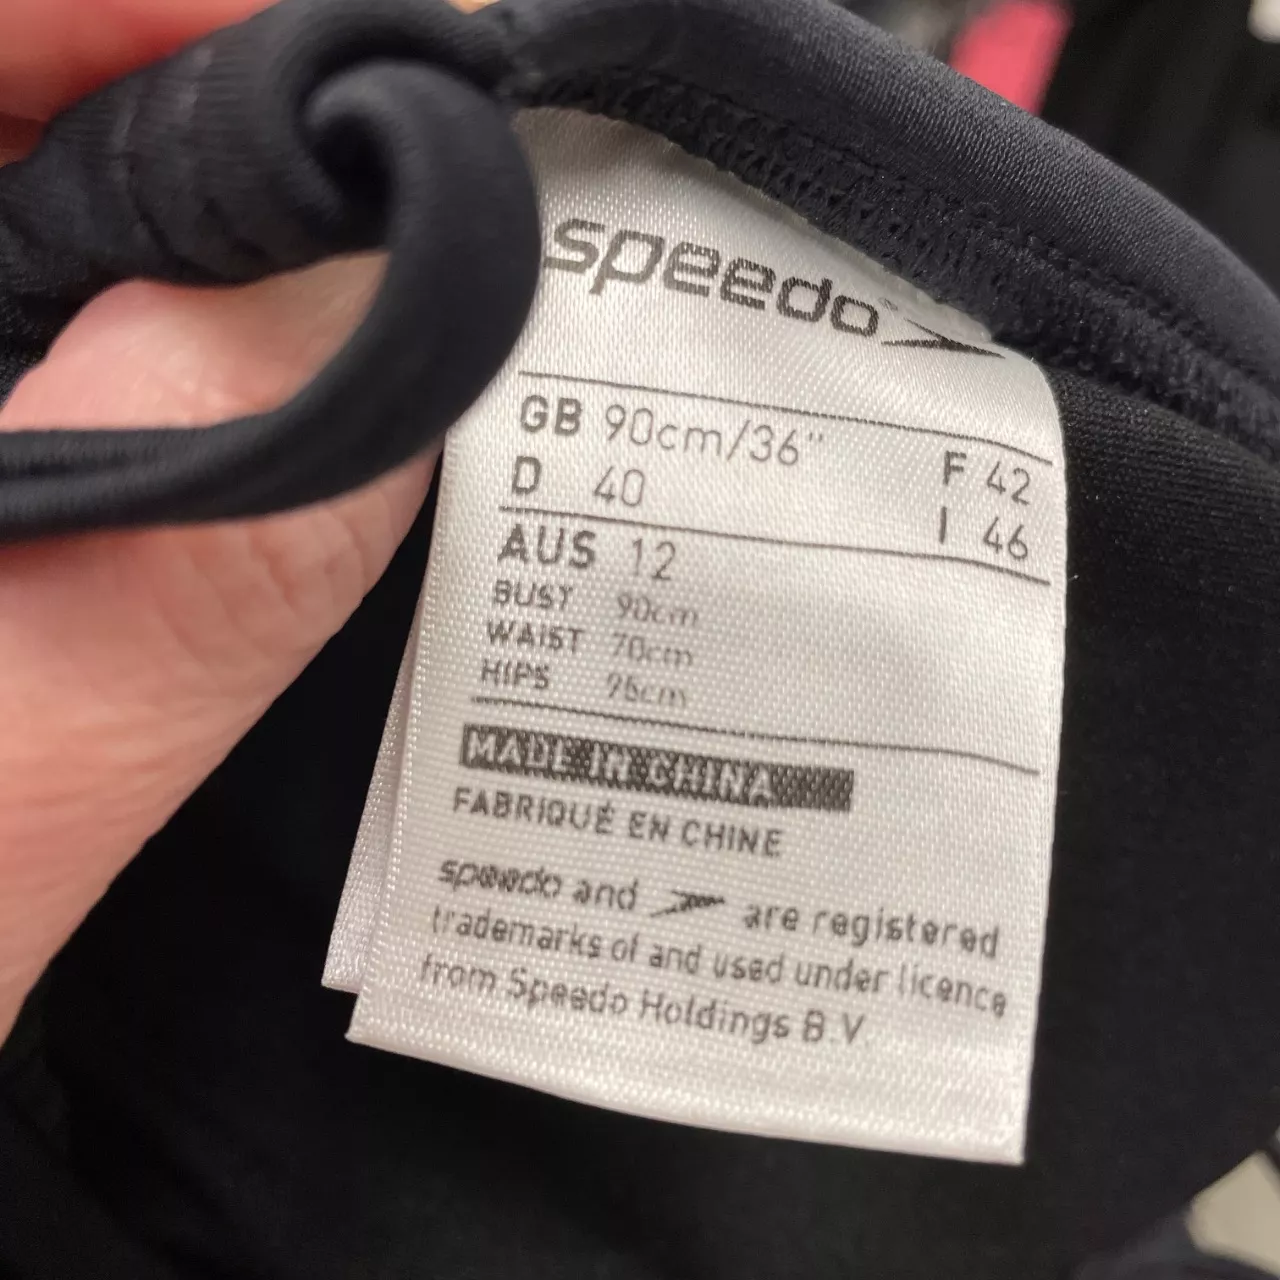 speedo
GB 90cm/36" F 42
D 40 I 46
AUS 12
BUST 90cm
WAIST 70cm
HIPS 95cm
MADE IN CHINA
FABRIQUÉ EN CHINE
speedo and are registered
trademarks of and used under licence
from Speedo Holdings B.V